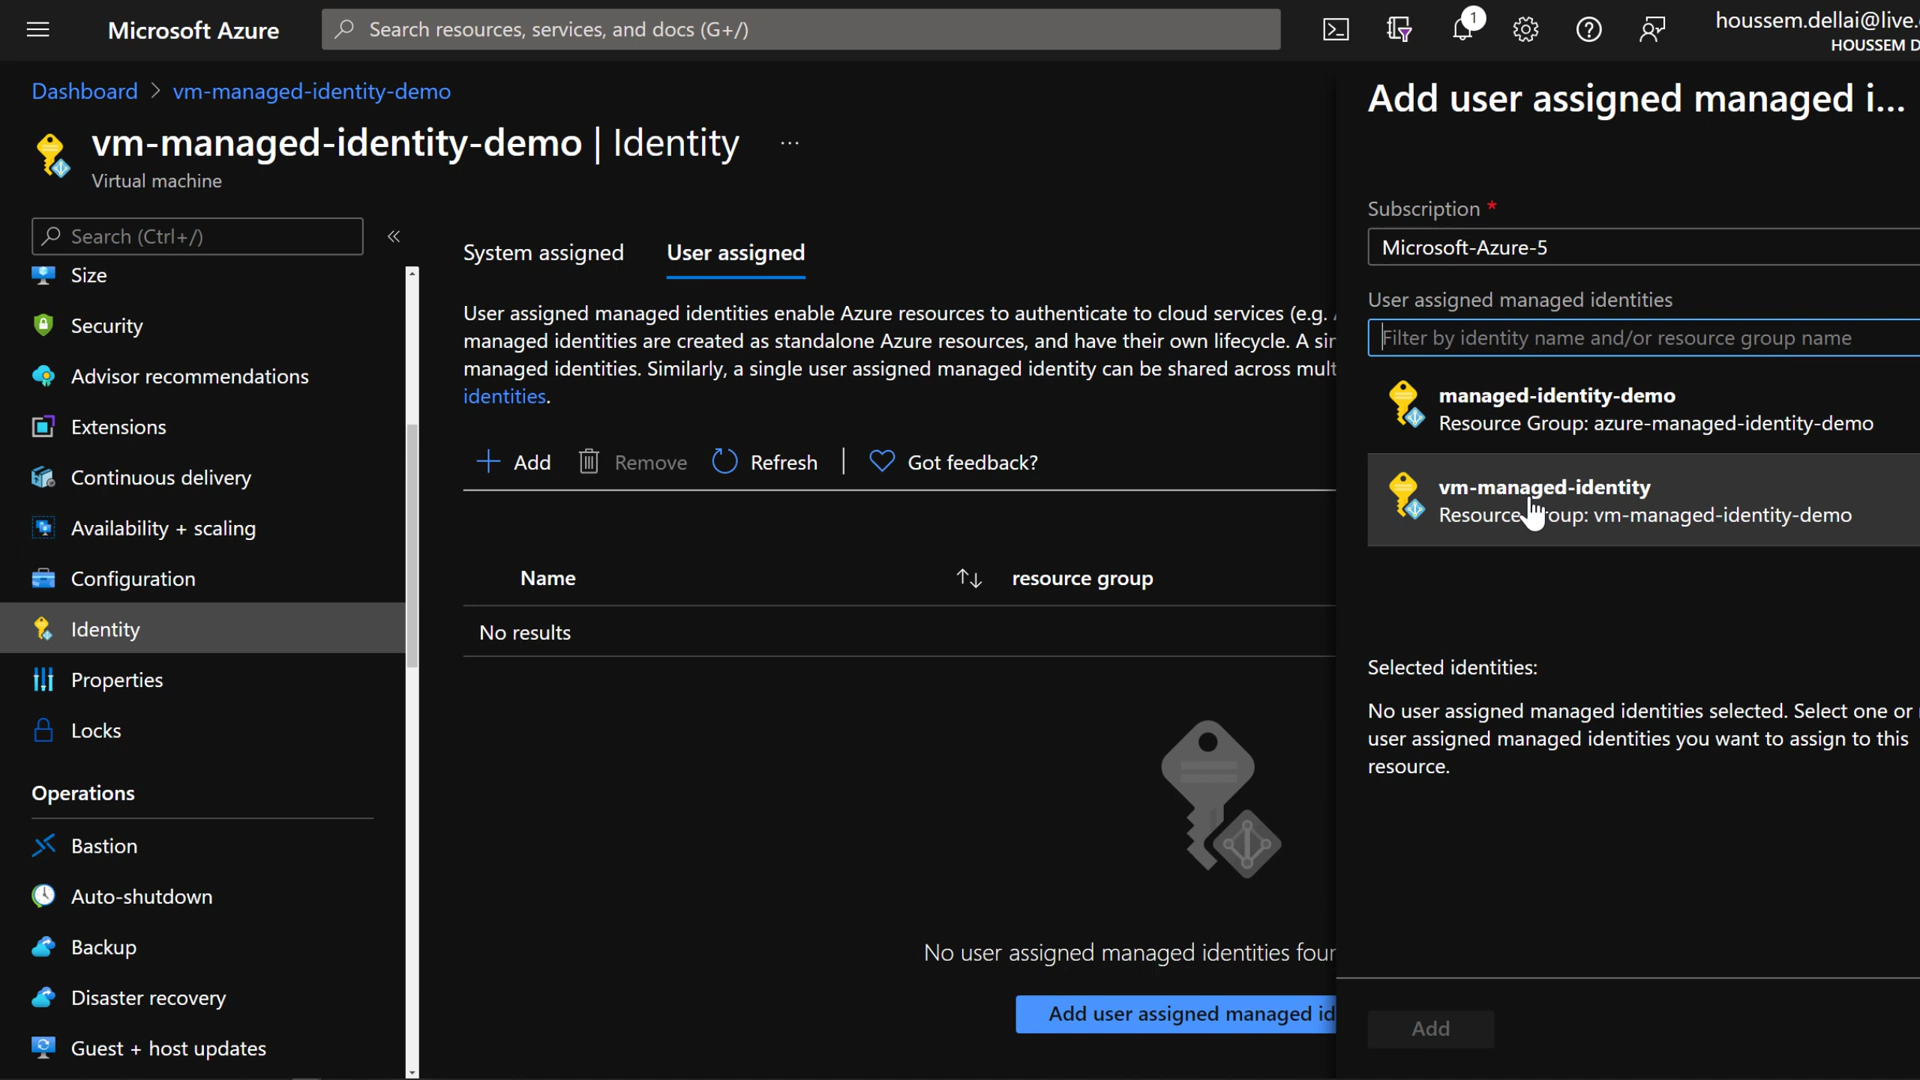 Microsoft Azure
Search resources, services, and docs (G+/)
1
houssem.dellai@live.
HOUSSEM D
Dashboard > vm-managed-identity-demo
vm-managed-identity-demo | Identity ...
Virtual machine
Search (Ctrl+/)
«
Size
Security
Advisor recommendations
Extensions
Continuous delivery
Availability + scaling
Configuration
Identity
Properties
Locks
Operations
Bastion
Auto-shutdown
Backup
Disaster recovery
Guest + host updates
System assigned
User assigned
User assigned managed identities enable Azure resources to authenticate to cloud services (e.g.
managed identities are created as standalone Azure resources, and have their own lifecycle. A
managed identities. Similarly, a single user assigned managed identity can be shared across
identities.
Add
Remove
Refresh
Got feedback?
Name
resource group
No results
No user assigned managed identities
Add user assigned managed
Add user assigned managed i...
Subscription *
Microsoft-Azure-5
User assigned managed identities
Filter by identity name and/or resource group name
managed-identity-demo
Resource Group: azure-managed-identity-demo
vm-managed-identity
Resource Group: vm-managed-identity-demo
Selected identities:
No user assigned managed identities selected. Select one or
user assigned managed identities you want to assign to this
resource.
Add